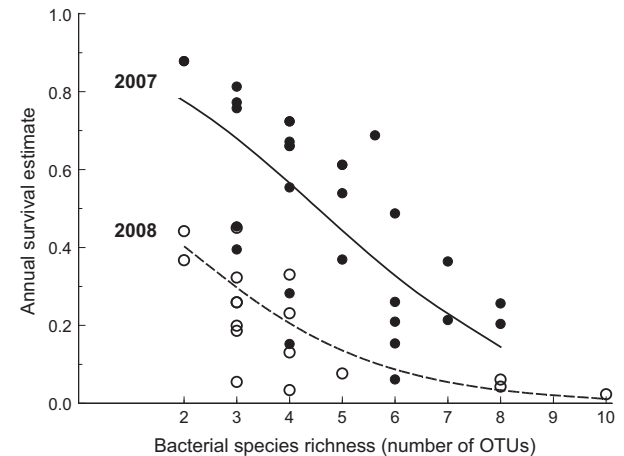 1.0
0.8
0.6
0.4
0.2
0.0
Annual survival estimate
2007
2008
2 3 4 5 6 7 8 9 10
Bacterial species richness (number of OTUs)